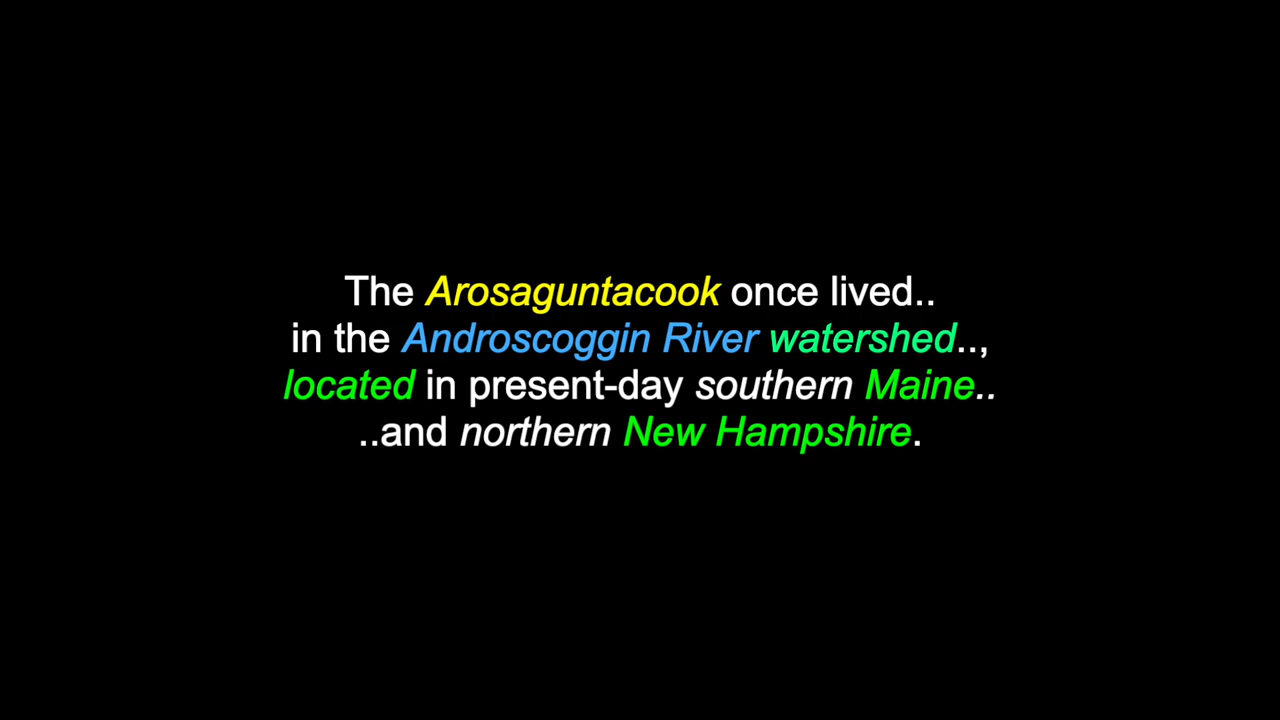 The Arosaguntacook once lived..
in the Androscoggin River watershed..,
located in present-day southern Maine..
..and northern New Hampshire.